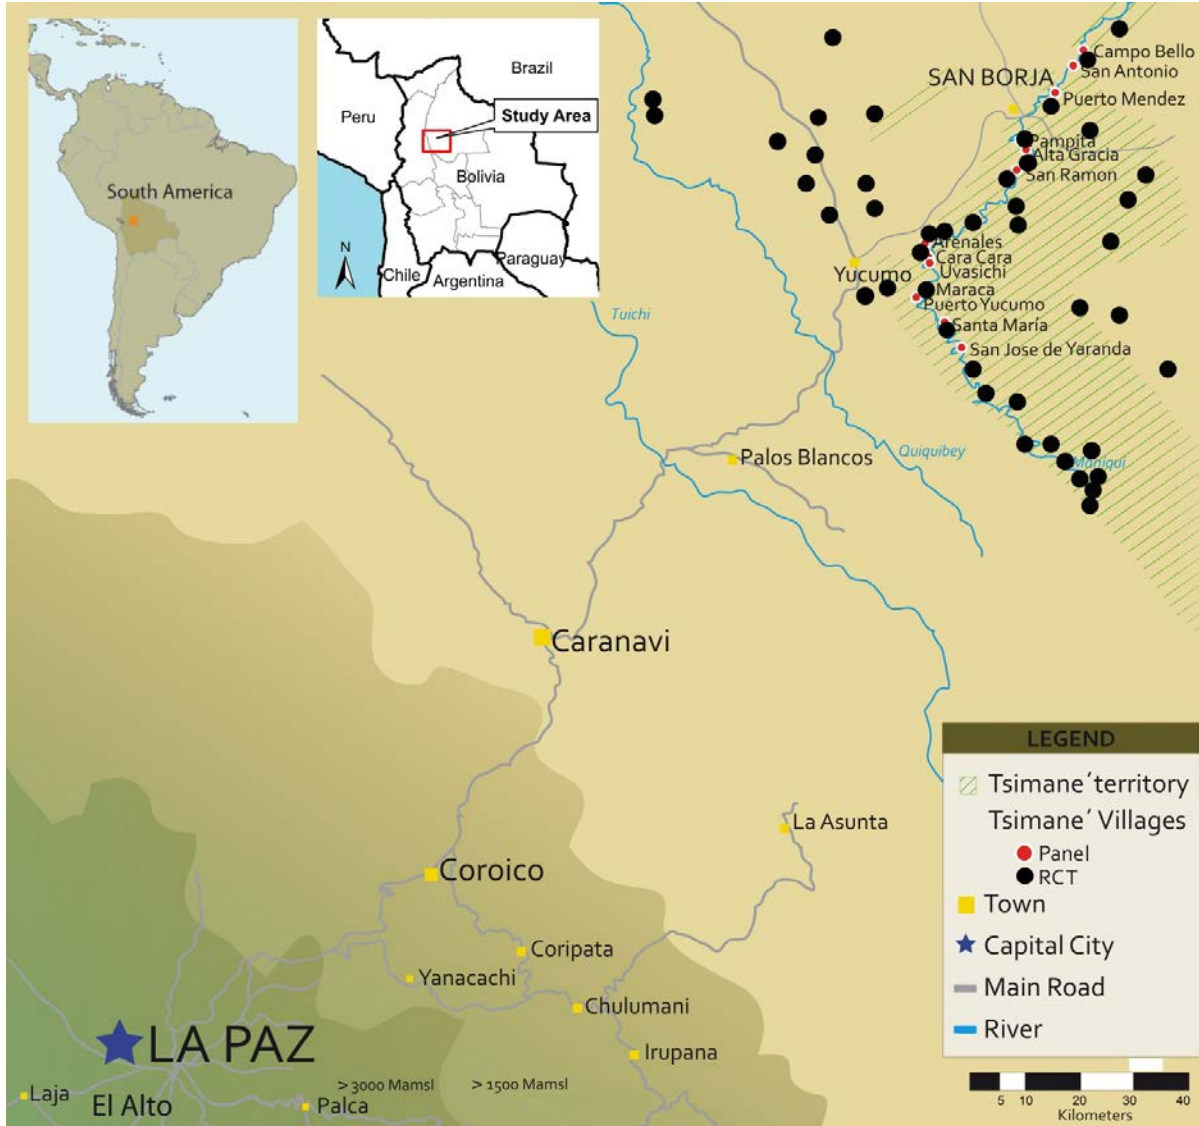 South America
Brazil
Peru
Study Area
Bolivia
N
Paraguay
Chile
Argentina
Campo Bello
San Antonio
SAN BORJA
Puerto Mendez
Pampita
Alta Gracia
San Ramon
Arenales
Cara Cara
Yucumo
Uvasichi
Maraca
Puerto Yucumo
Tuichi
Santa María
San Jose de Yaranda
Quiquibey
Palos Blancos
Maniqui
Caranavi
LEGEND
Tsimane´territory
Tsimane´ Villages
Panel
RCT
Town
Capital City
Main Road
River
La Asunta
Coroico
Coripata
Yanacachi
Chulumani
LA PAZ
Irupana
> 3000 Mamsl
> 1500 Mamsl
Laja
El Alto
Palca
5 10 20 30 40
Kilometers